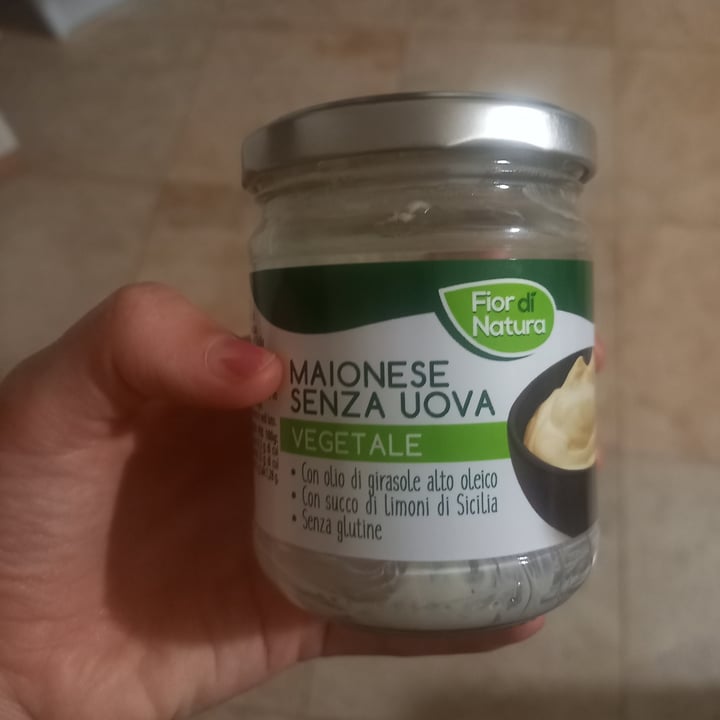 Fior di
Natura
MAIONESE
SENZA UOVA
VEGETALE
• Con olio di girasole alto oleico
• Con succo di limoni di Sicilia
• Senza glutine